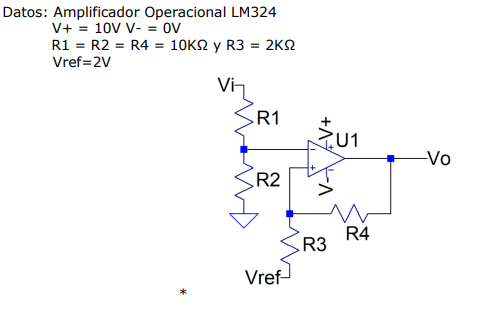 Datos: Amplificador Operacional LM324
V+ = 10V V- = 0V
R1 = R2 = R4 = 10KΩ y R3 = 2KΩ
Vref=2V
Vi
R1
V+
U1
Vo
R2
V-
R4
R3
Vref
*